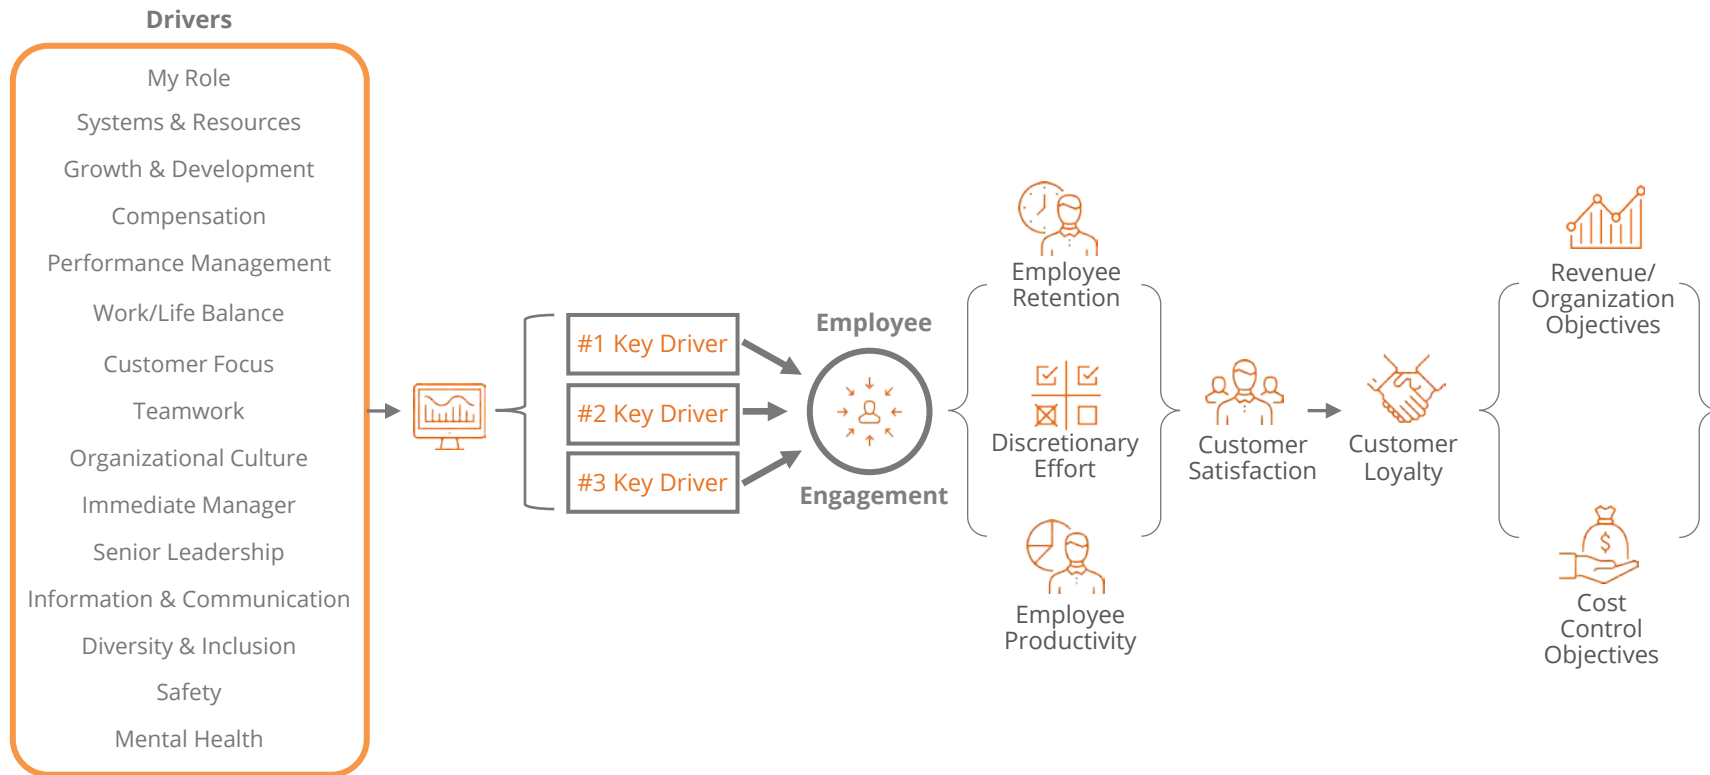 Drivers
My Role
Systems & Resources
Growth & Development
Compensation
Performance Management
Work/Life Balance
Customer Focus
Teamwork
Organizational Culture
Immediate Manager
Senior Leadership
Information & Communication
Diversity & Inclusion
Safety
Mental Health
#1 Key Driver
#2 Key Driver
#3 Key Driver
Employee
Engagement
Employee
Retention
Discretionary
Effort
Employee
Productivity
Customer
Satisfaction
Customer
Loyalty
Revenue/
Organization
Objectives
$
Cost
Control
Objectives